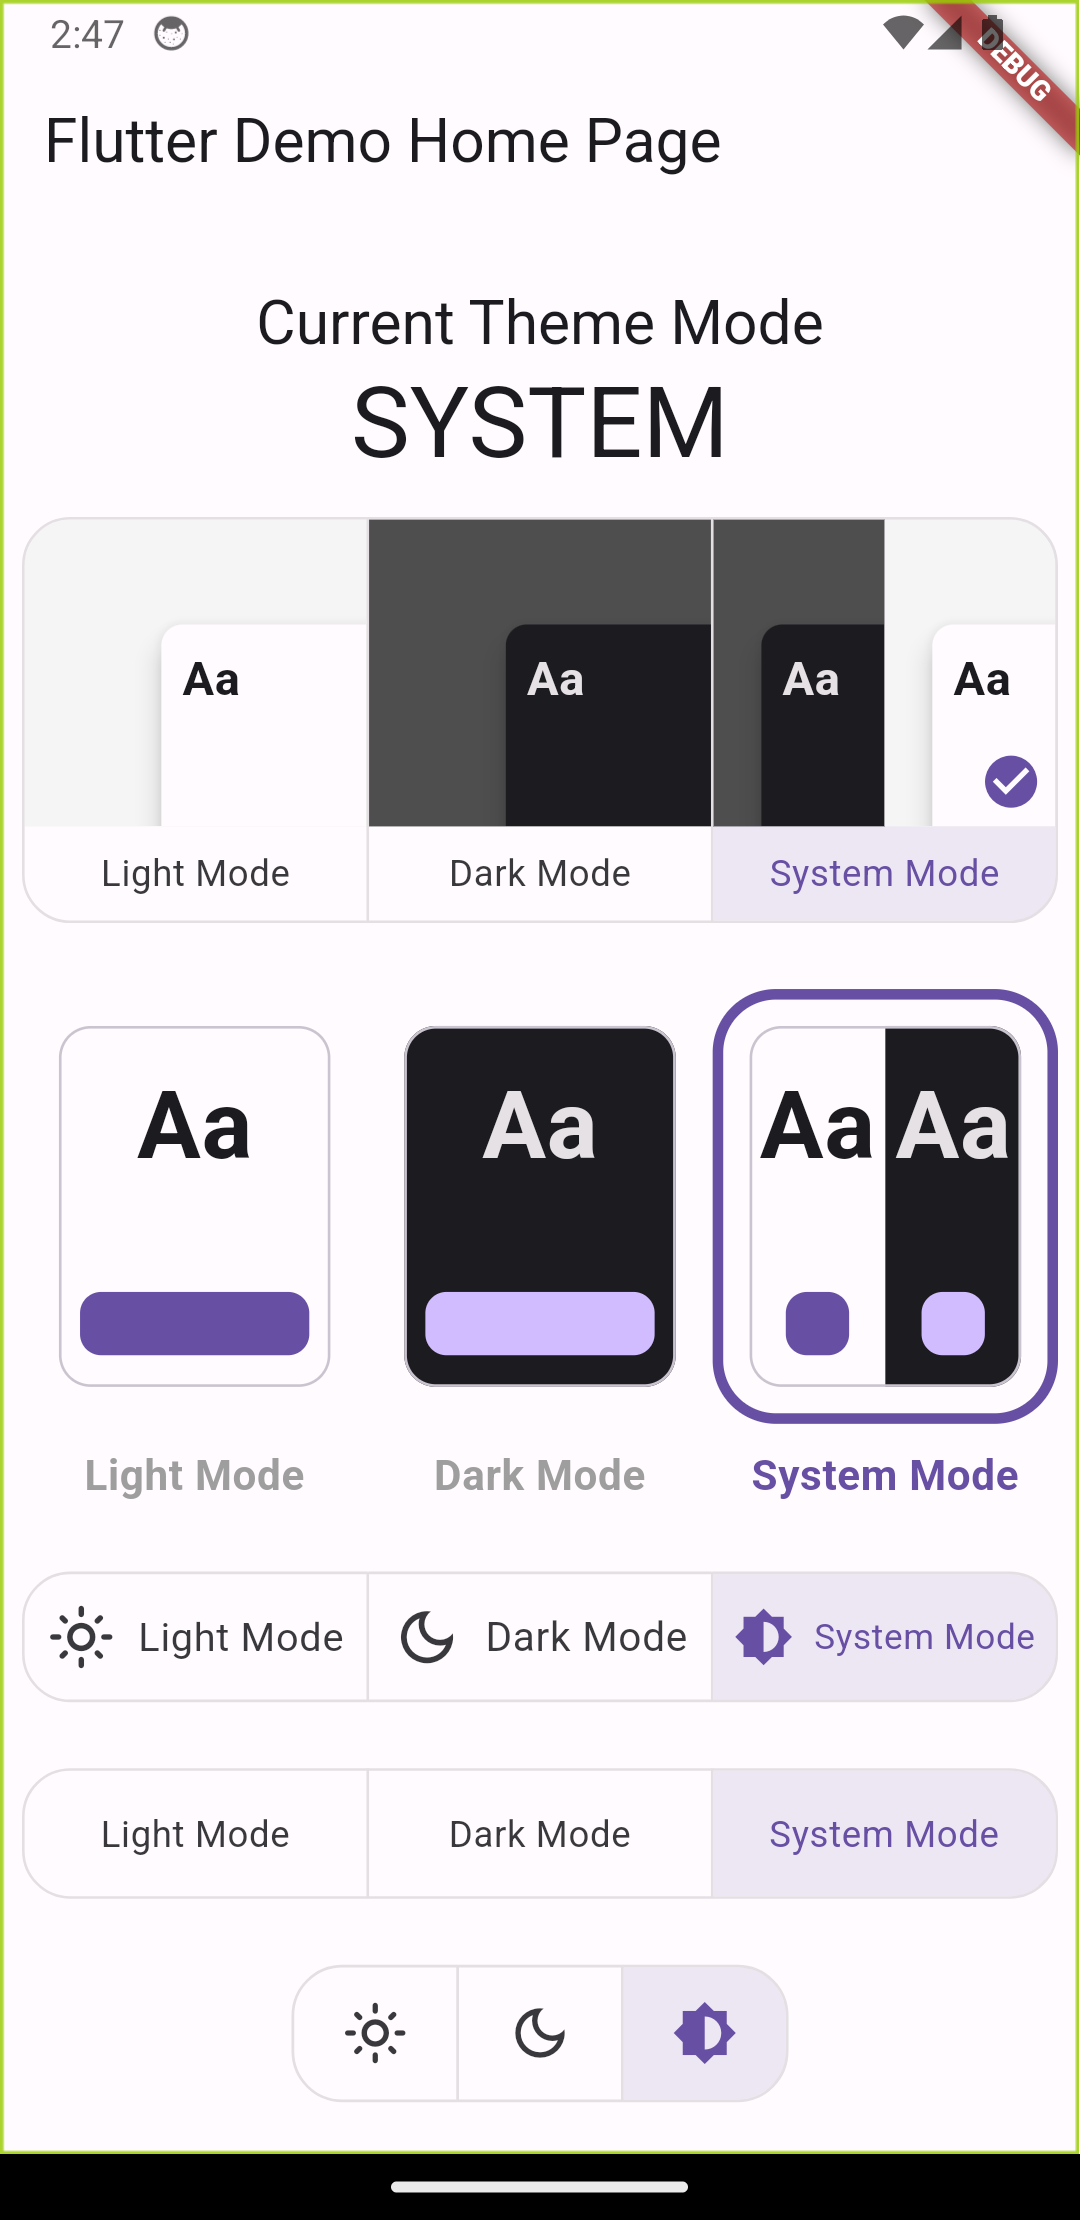 2:47
DEBUG
Flutter Demo Home Page
Current Theme Mode
SYSTEM
Aa Aa Aa Aa
Light Mode Dark Mode System Mode
Aa Aa Aa Aa
Light Mode Dark Mode System Mode
Light Mode Dark Mode System Mode
Light Mode Dark Mode System Mode